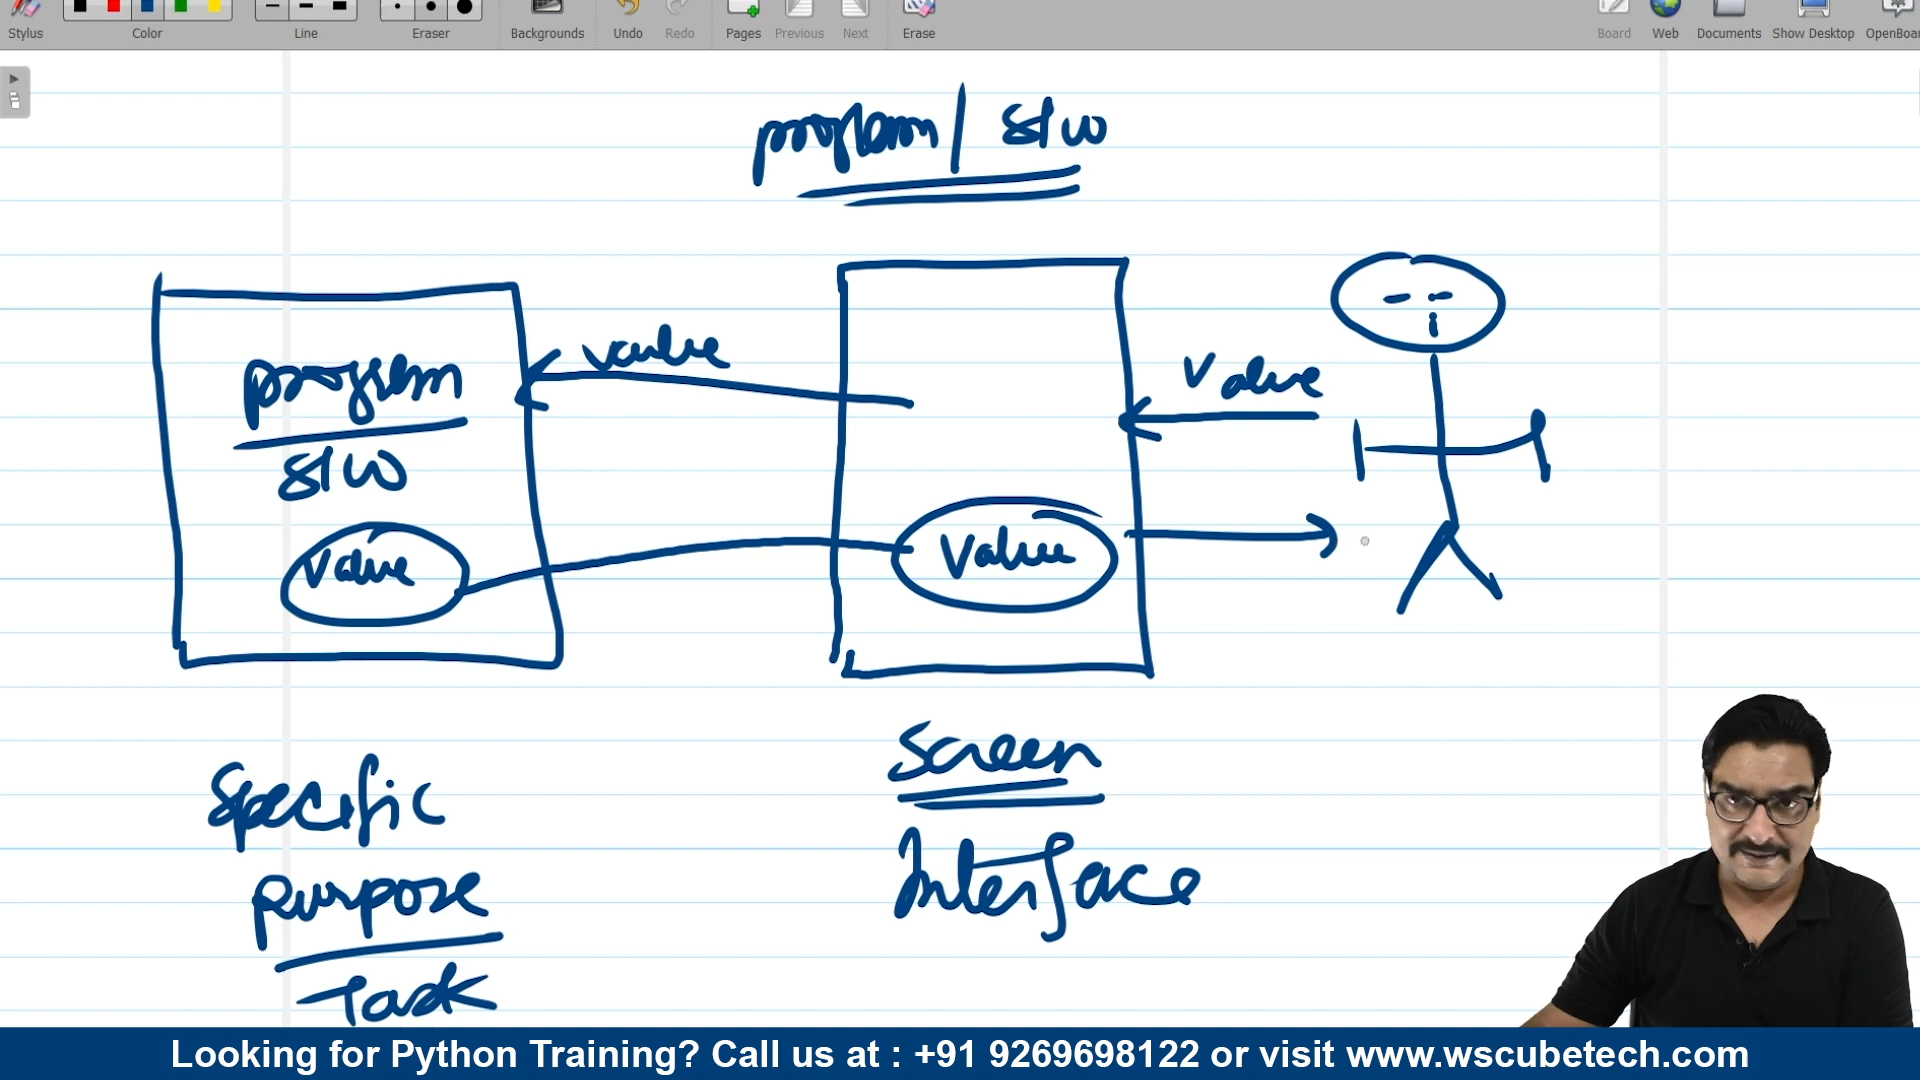 Stylus Color Line Eraser Backgrounds Undo Redo Pages Previous Next Erase Board Web Documents Show Desktop OpenBoar
program / S/W
program
S/W
value
value
Value
Value
Value
Screen
Interface
Specific
purpose
Task
Looking for Python Training? Call us at : +91 9269698122 or visit www.wscubetech.com